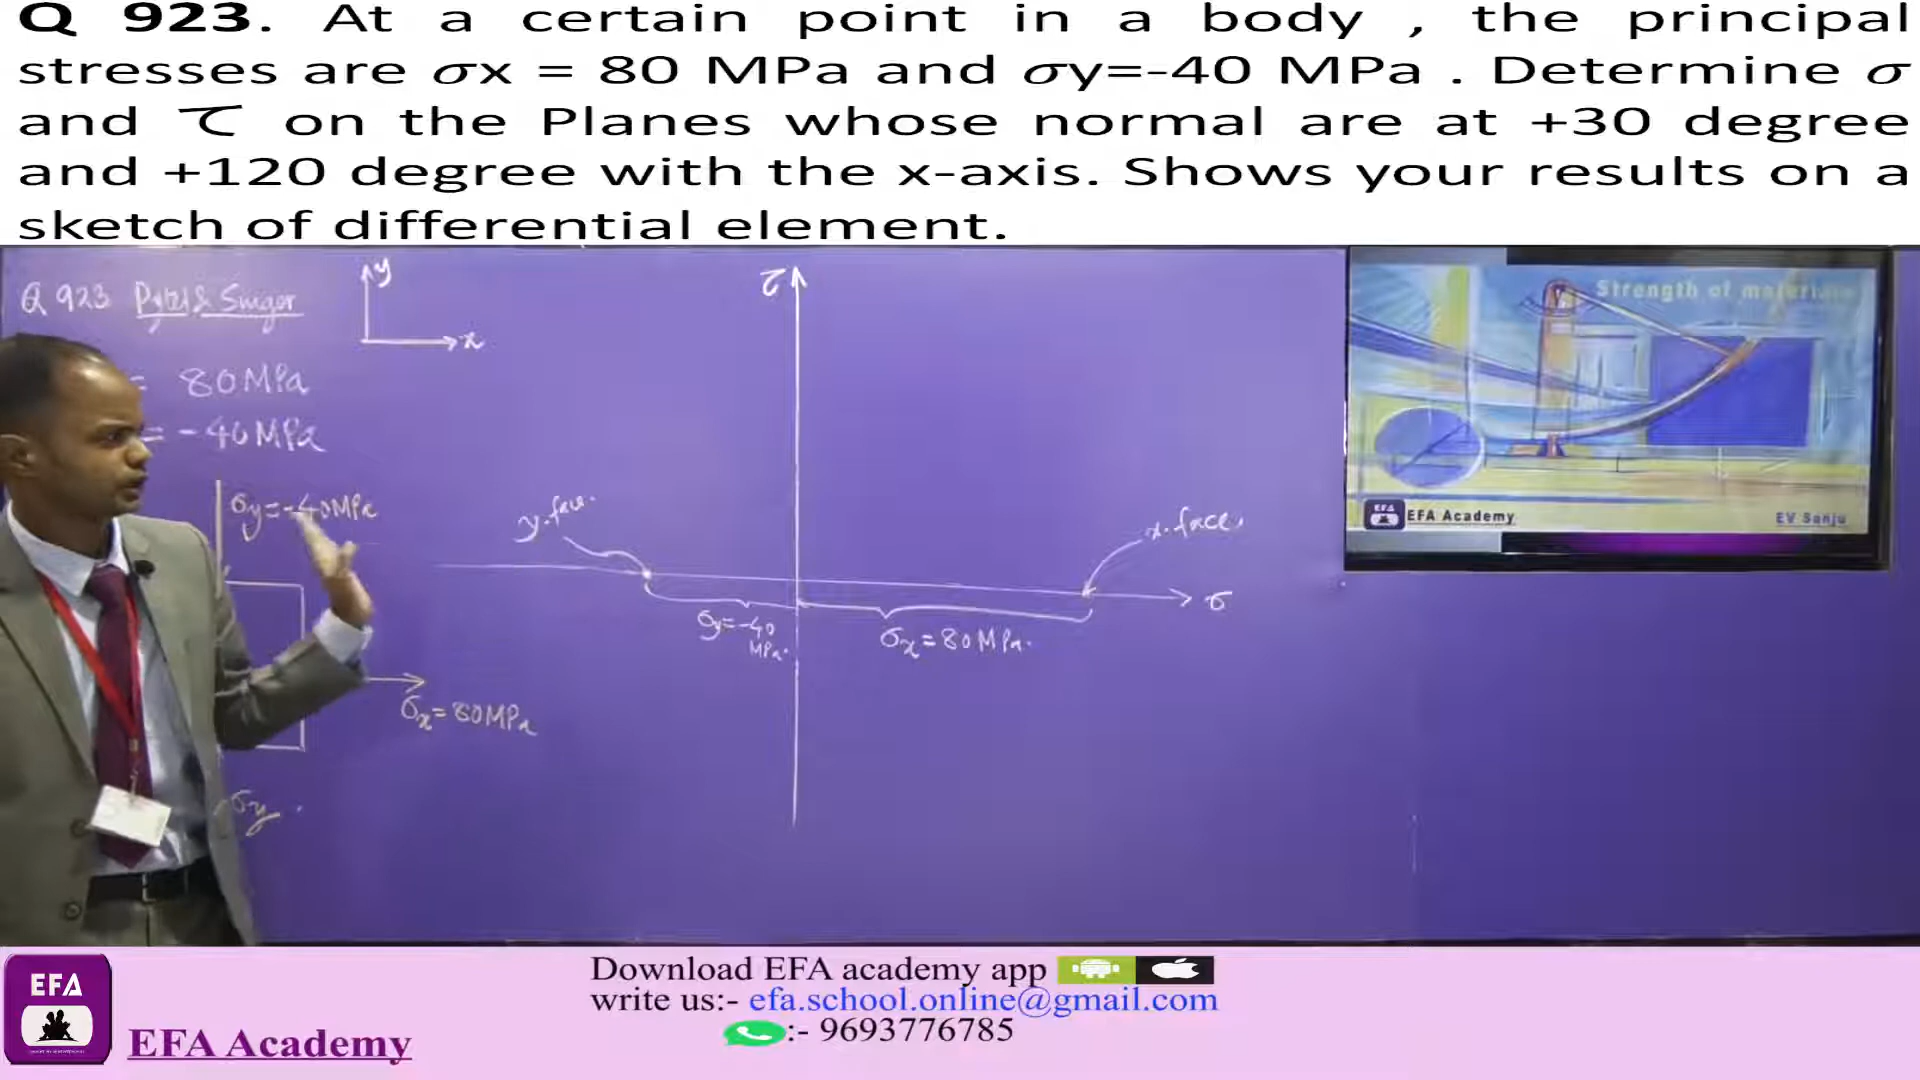 Q 923. At a certain point in a body , the principal
stresses are σx = 80 MPa and σy=-40 MPa . Determine σ
and τ on the Planes whose normal are at +30 degree
and +120 degree with the x-axis. Shows your results on a
sketch of differential element.
Q 923 Pytel & Singer
y
x
= 80MPa
= -40MPa
σy=-40MPa
σx=80MPa
σy
τ
y-face.
x-face.
σ
σy=-40
MPa.
σx=80MPa.
Strength of materials
EFA
EFA Academy
EV Sanju
EFA
EFA Academy
Download EFA academy app
write us:- efa.school.online@gmail.com
:- 9693776785